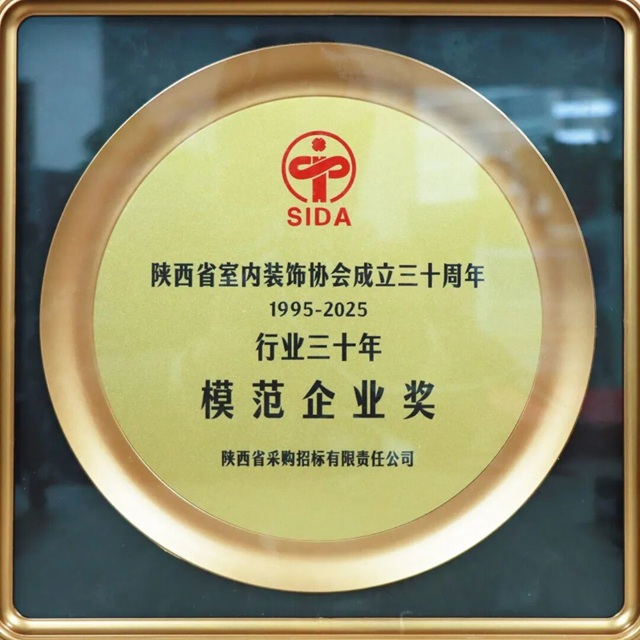 SIDA
陕西省室内装饰协会成立三十周年
1995-2025
行业三十年
模范企业奖
陕西省采购招标有限责任公司